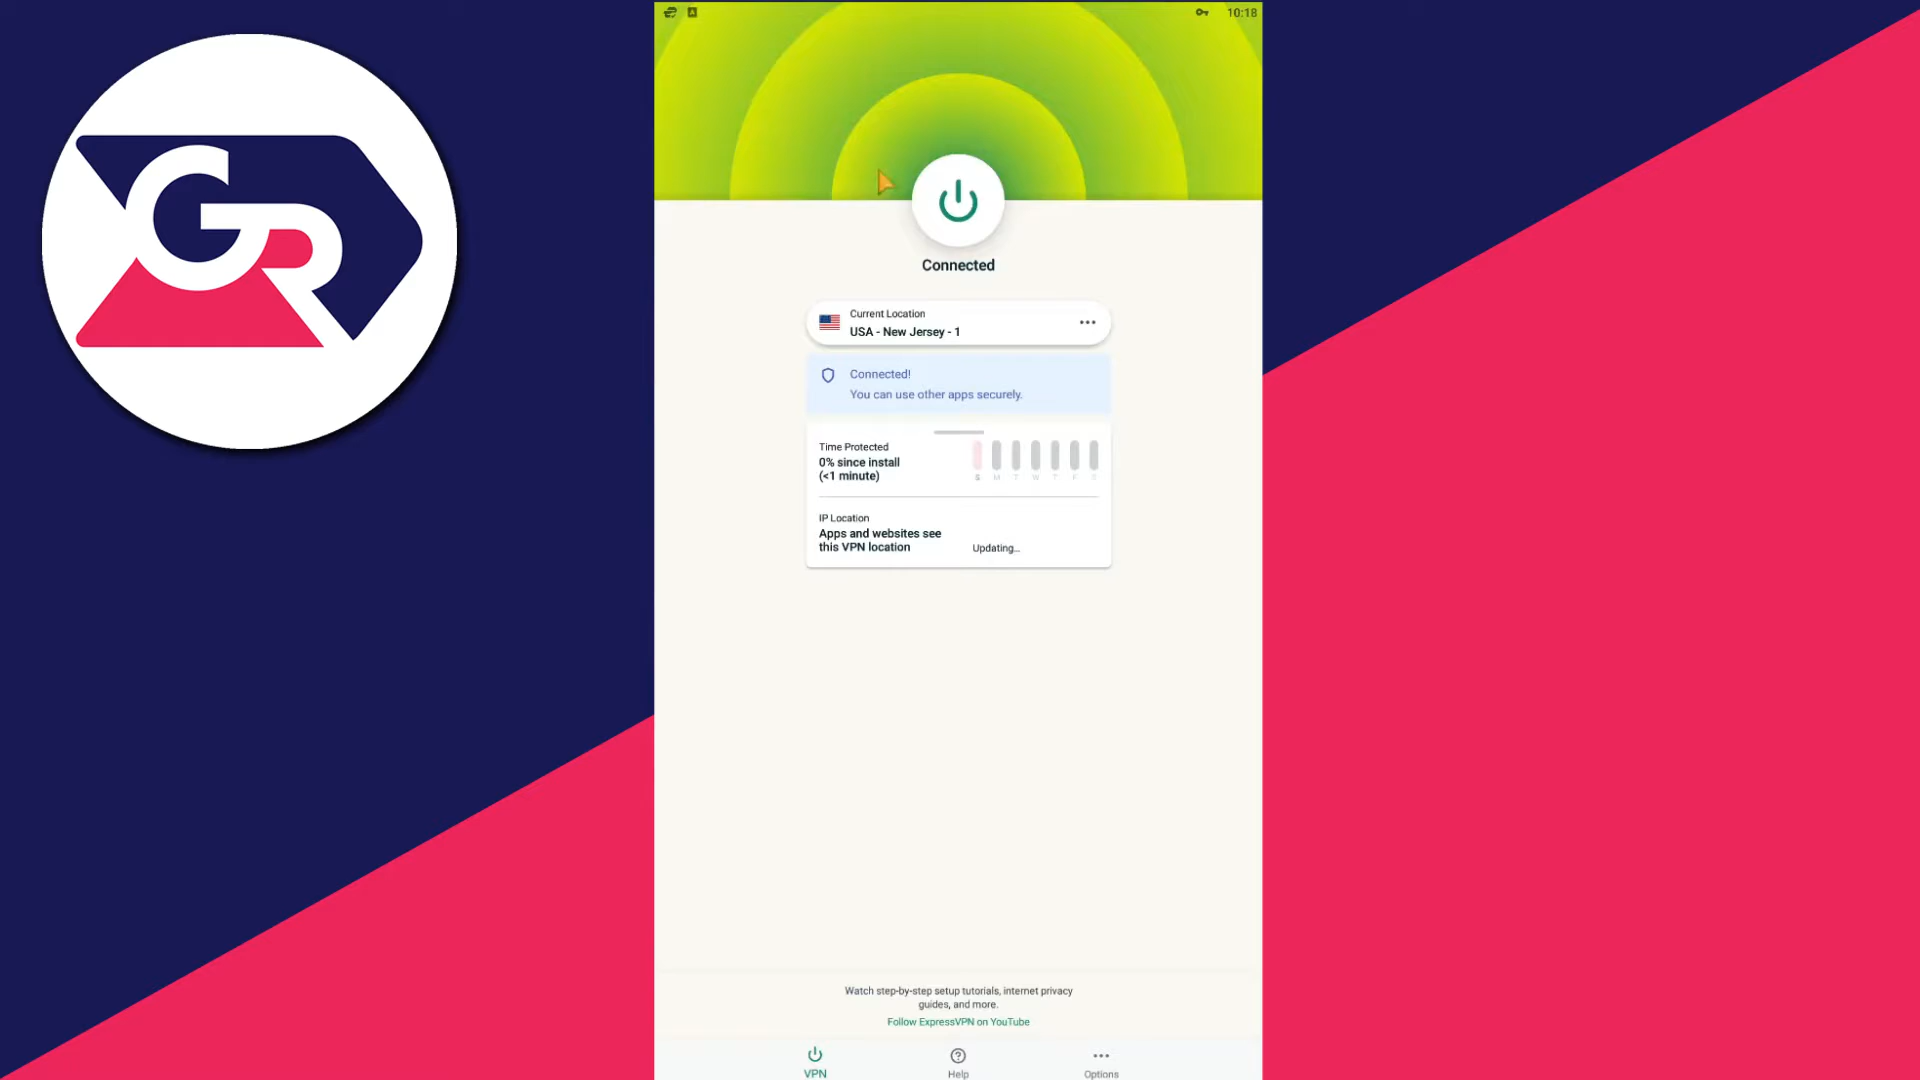 10:18
GR
Connected
Current Location
USA - New Jersey - 1
Connected!
You can use other apps securely.
Time Protected
0% since install
(<1 minute)
S M T W T F S
IP Location
Apps and websites see
this VPN location
Updating...
Watch step-by-step setup tutorials, internet privacy
guides, and more.
Follow ExpressVPN on YouTube
VPN
Help
Options